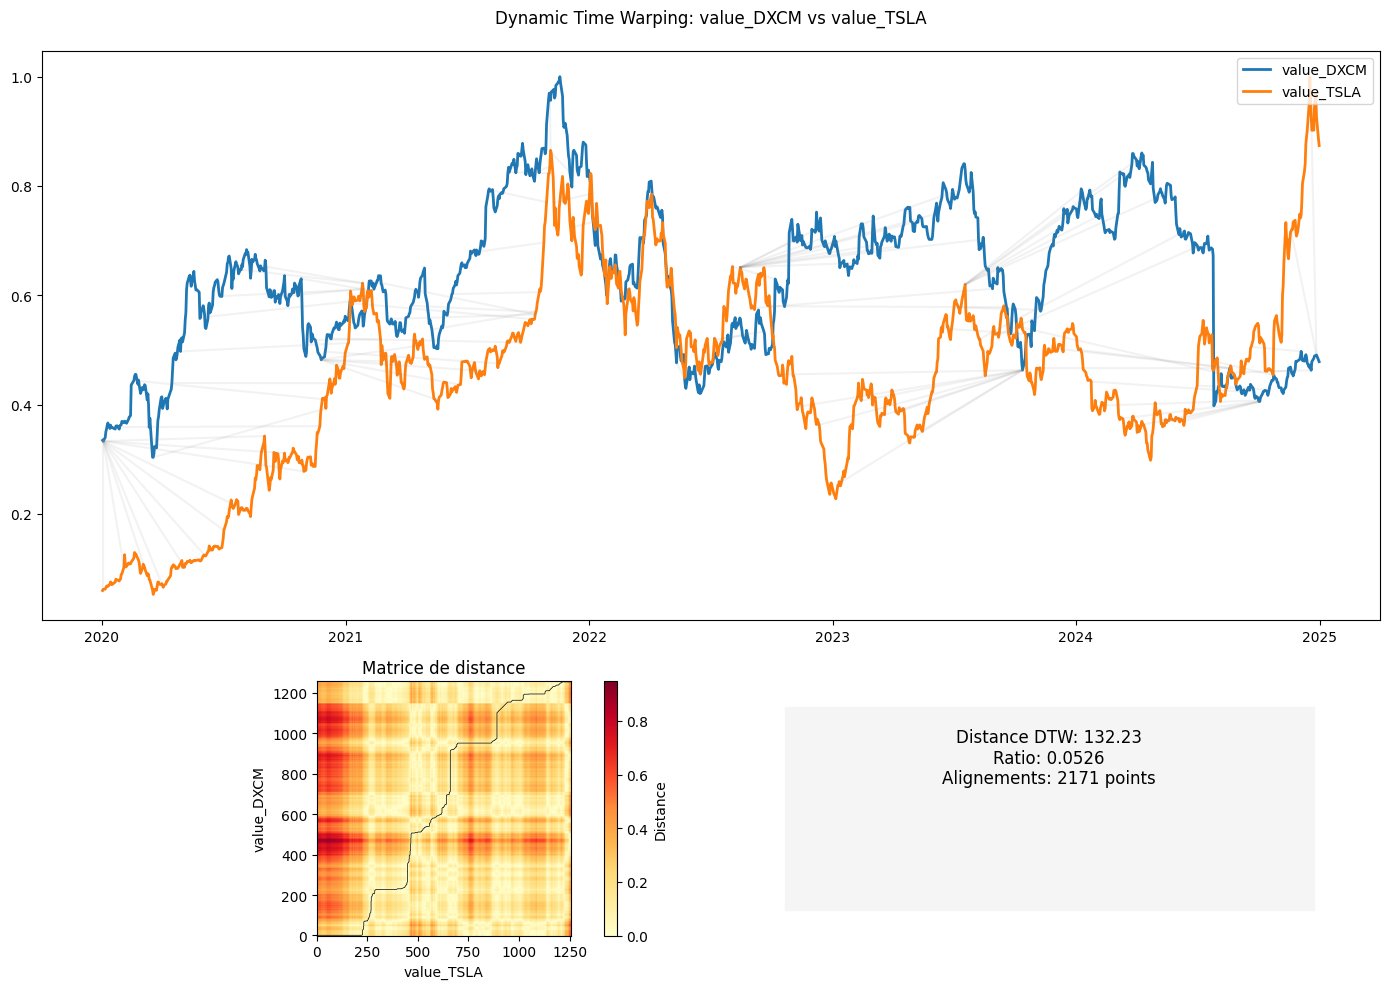 Dynamic Time Warping: value_DXCM vs value_TSLA
value_DXCM
value_TSLA
1.0
0.8
0.6
0.4
0.2
2020 2021 2022 2023 2024 2025
Matrice de distance
1200
1000
800
600
400
200
0
value_DXCM
0 250 500 750 1000 1250
value_TSLA
0.8
0.6
0.4
0.2
0.0
Distance
Distance DTW: 132.23
Ratio: 0.0526
Alignements: 2171 points